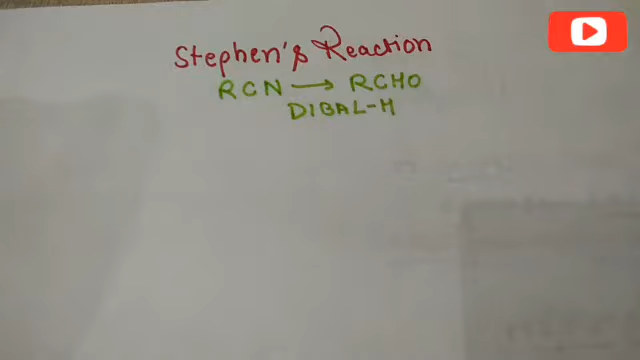 Stephen's Reaction
RCN → RCHO
DIBAL-H